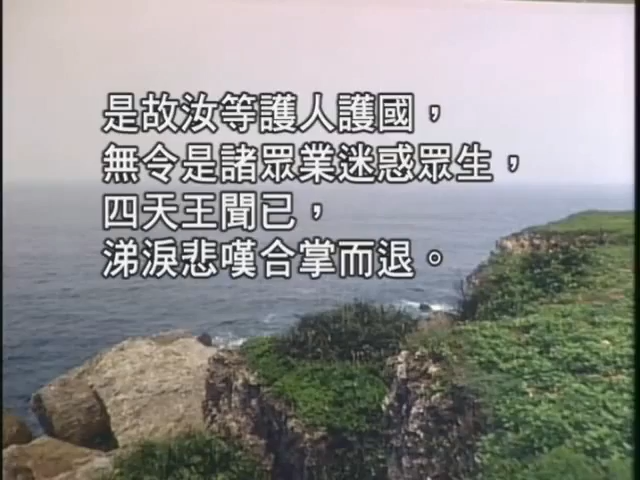 是故汝等護人護國，
無令是諸眾業迷惑眾生，
四天王聞已，
涕淚悲嘆合掌而退。